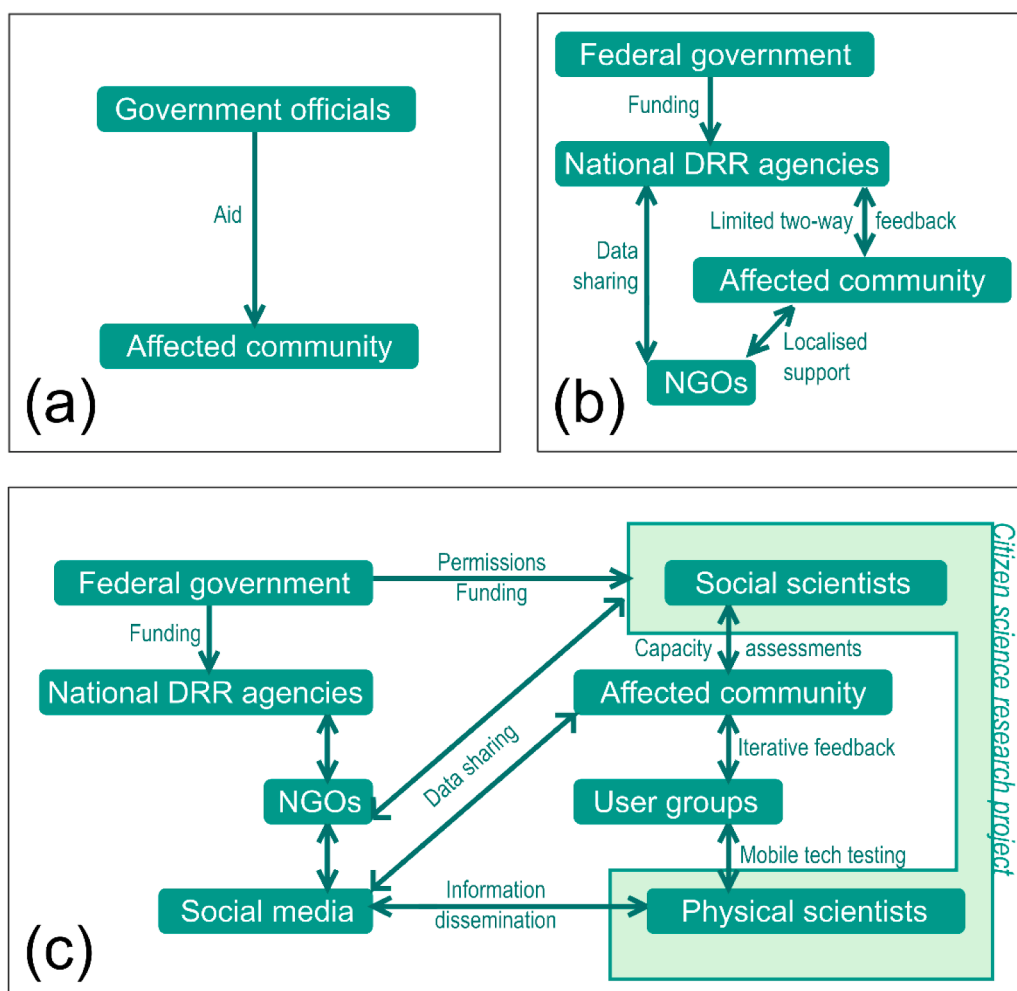 Government officials
Aid
Affected community
(a)
Federal government
Funding
National DRR agencies
Limited two-way feedback
Data
sharing
Affected community
Localised
support
NGOs
(b)
Federal government
Permissions
Funding
Social scientists
Funding
Capacity assessments
National DRR agencies
Affected community
Data sharing
Iterative feedback
NGOs
User groups
Mobile tech testing
Social media
Information
dissemination
Physical scientists
Citizen science research project
(c)